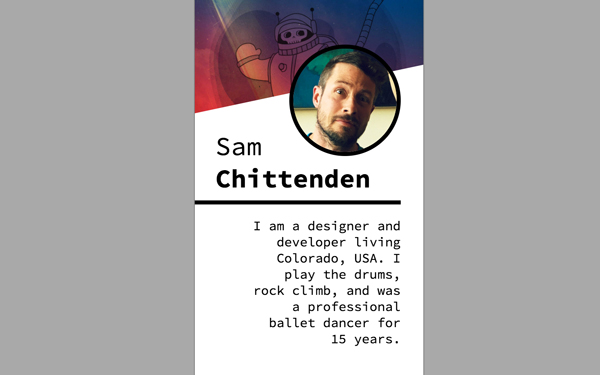 Sam
Chittenden
I am a designer and
developer living
Colorado, USA. I
play the drums,
rock climb, and was
a professional
ballet dancer for
15 years.